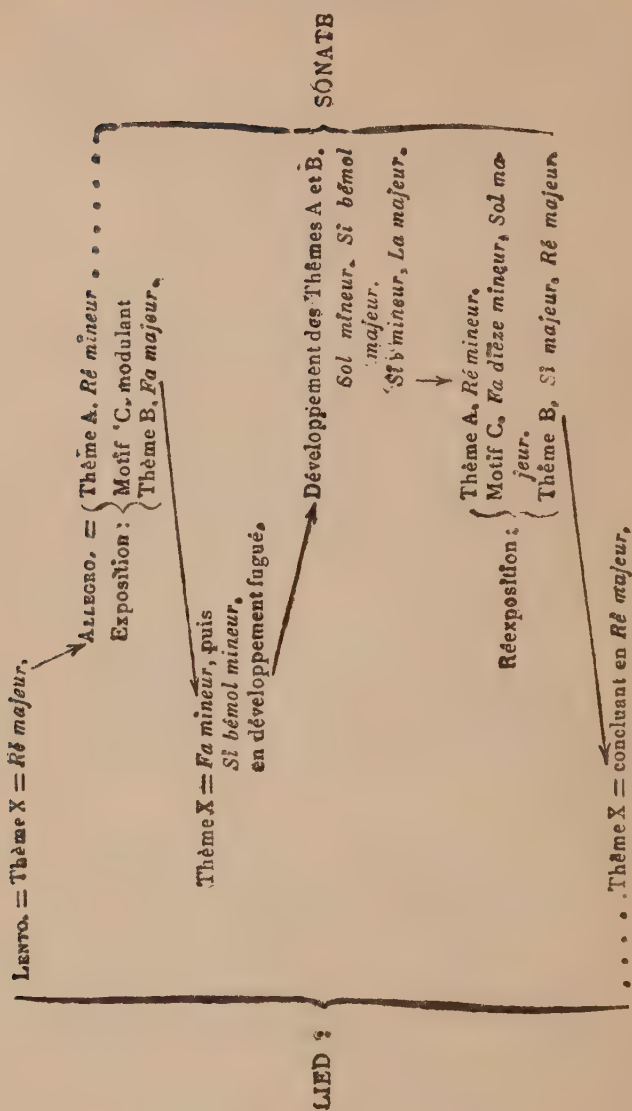 LENTO. = Thème X = Ré majeur.
ALLEGRO. = Thème A. Ré mineur . . . . . . .
Exposition : Motif C. modulant
Thème B. Fa majeur.
Thème X = Fa mineur, puis
Si bémol mineur.
en développement fugué.
Développement des Thèmes A et B.
Sol mineur. Si bémol
majeur.
Si b mineur, La majeur.
Thème A. Ré mineur.
Réexposition : Motif C. Fa dièze mineur, Sol ma-
jeur.
Thème B. Si majeur, Ré majeur.
. . . . . Thème X = concluant en Ré majeur.
LIED :
SONATE